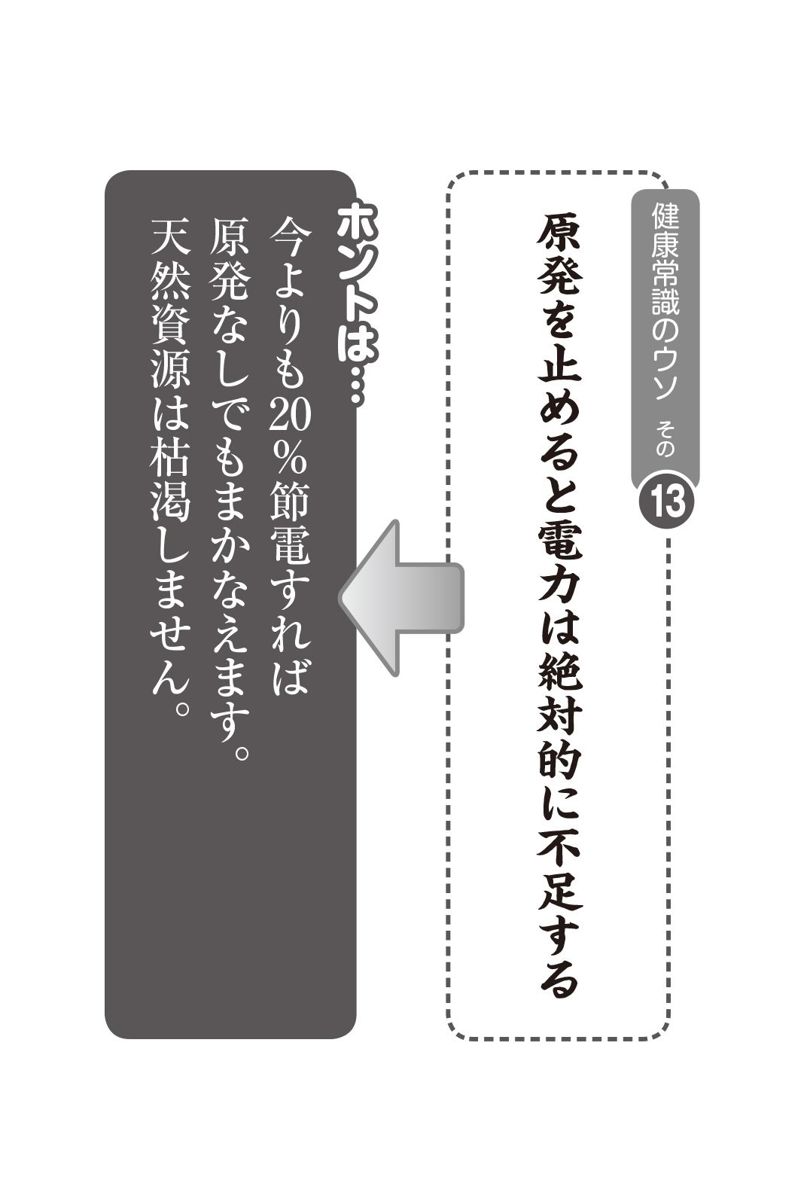 健康常識のウソ その13
原発を止めると電力は絶対的に不足する
ホントは…
今よりも20%節電すれば
原発なしでもまかなえます。
天然資源は枯渇しません。